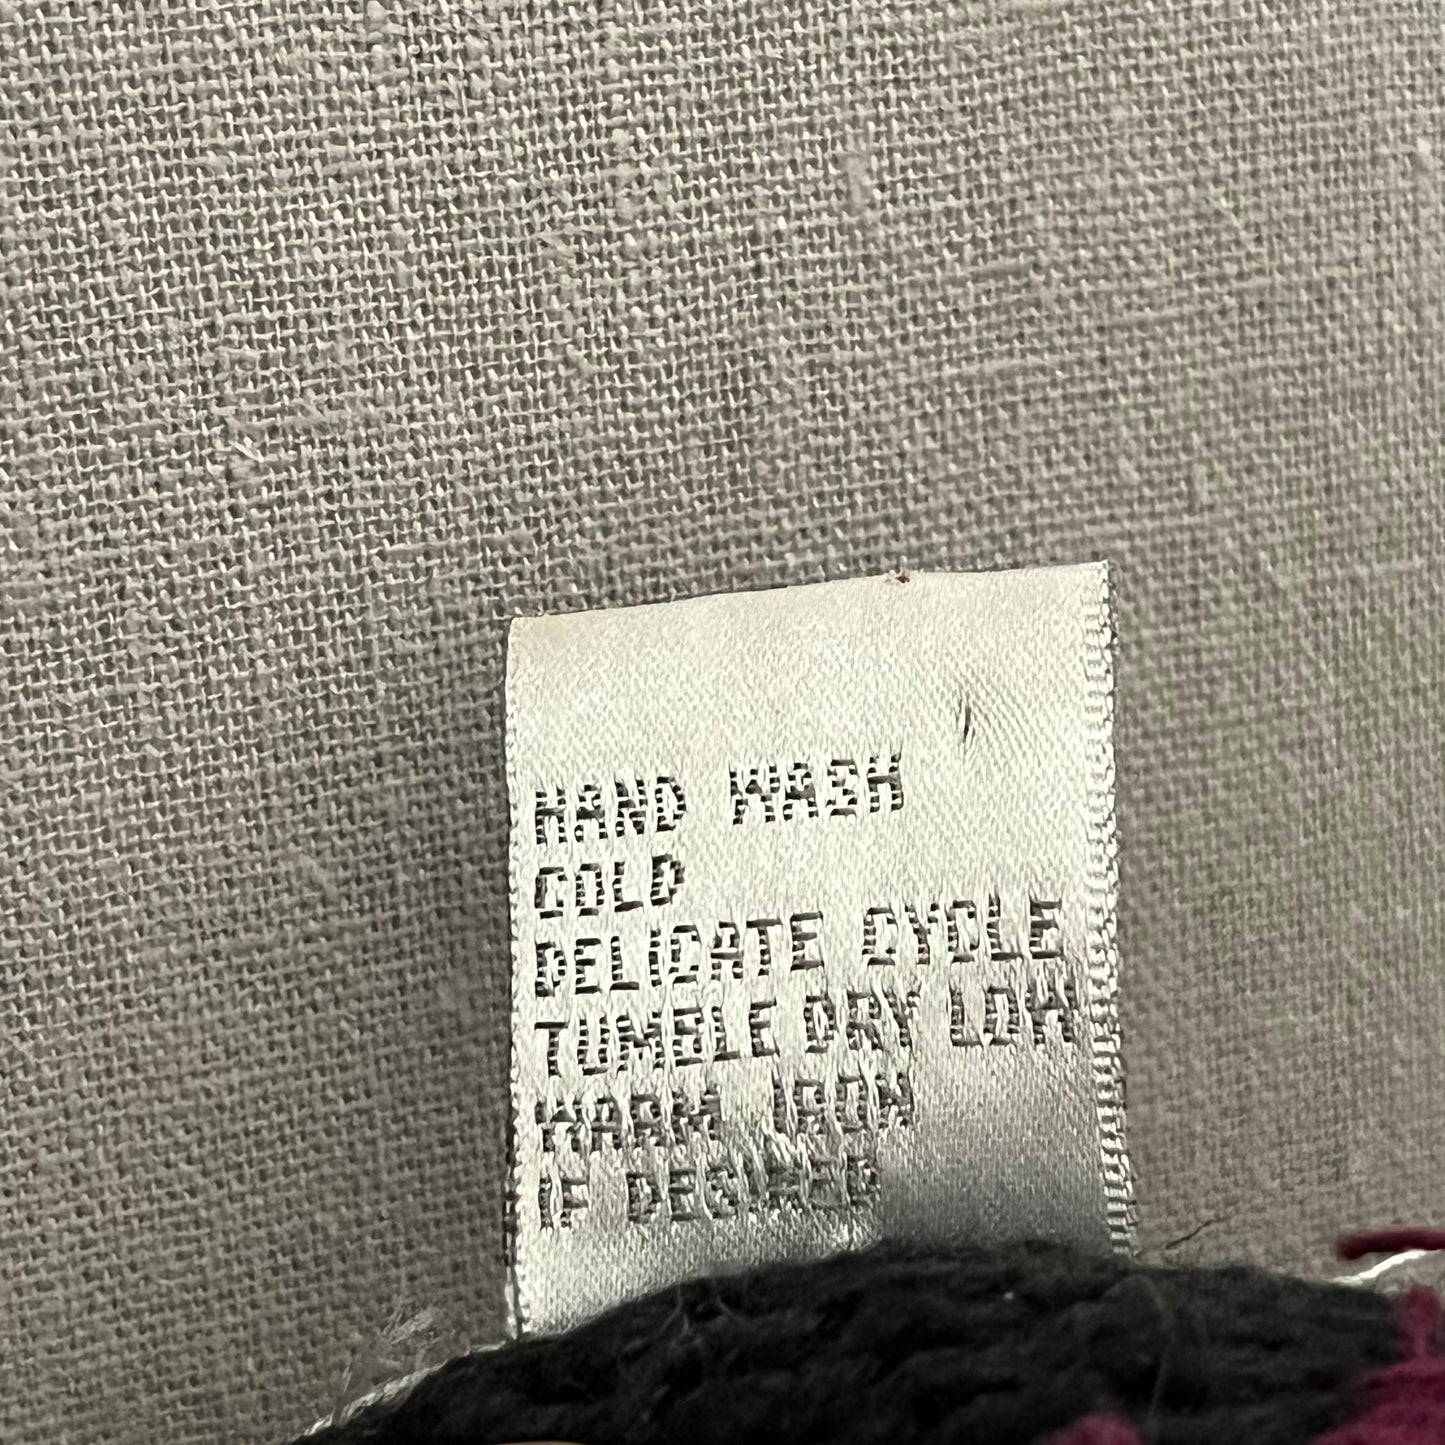 HAND WASH
COLD
DELICATE CYCLE
TUMBLE DRY LOW
WARM IRON
IF DESIRED